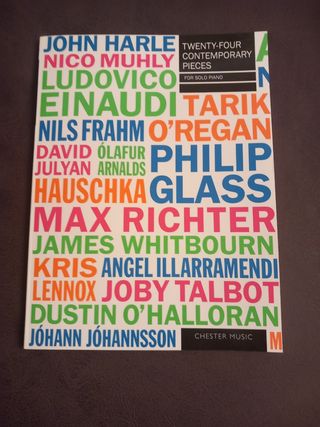 JOHN HARLE
NICO MUHLY
LUDOVICO
EINAUDI
TARIK
NILS FRAHM
O'REGAN
DAVID
JULYAN
ÓLAFUR
ARNALDS
PHILIP
GLASS
HAUSCHKA
MAX RICHTER
JAMES WHITBOURN
KRIS
ANGEL ILLARRAMENDI
LENNOX
JOBY TALBOT
DUSTIN O'HALLORAN
JÓHANN JÓHANNSSON
M
TWENTY-FOUR
CONTEMPORARY
PIECES
FOR SOLO PIANO
A
N
CHESTER MUSIC